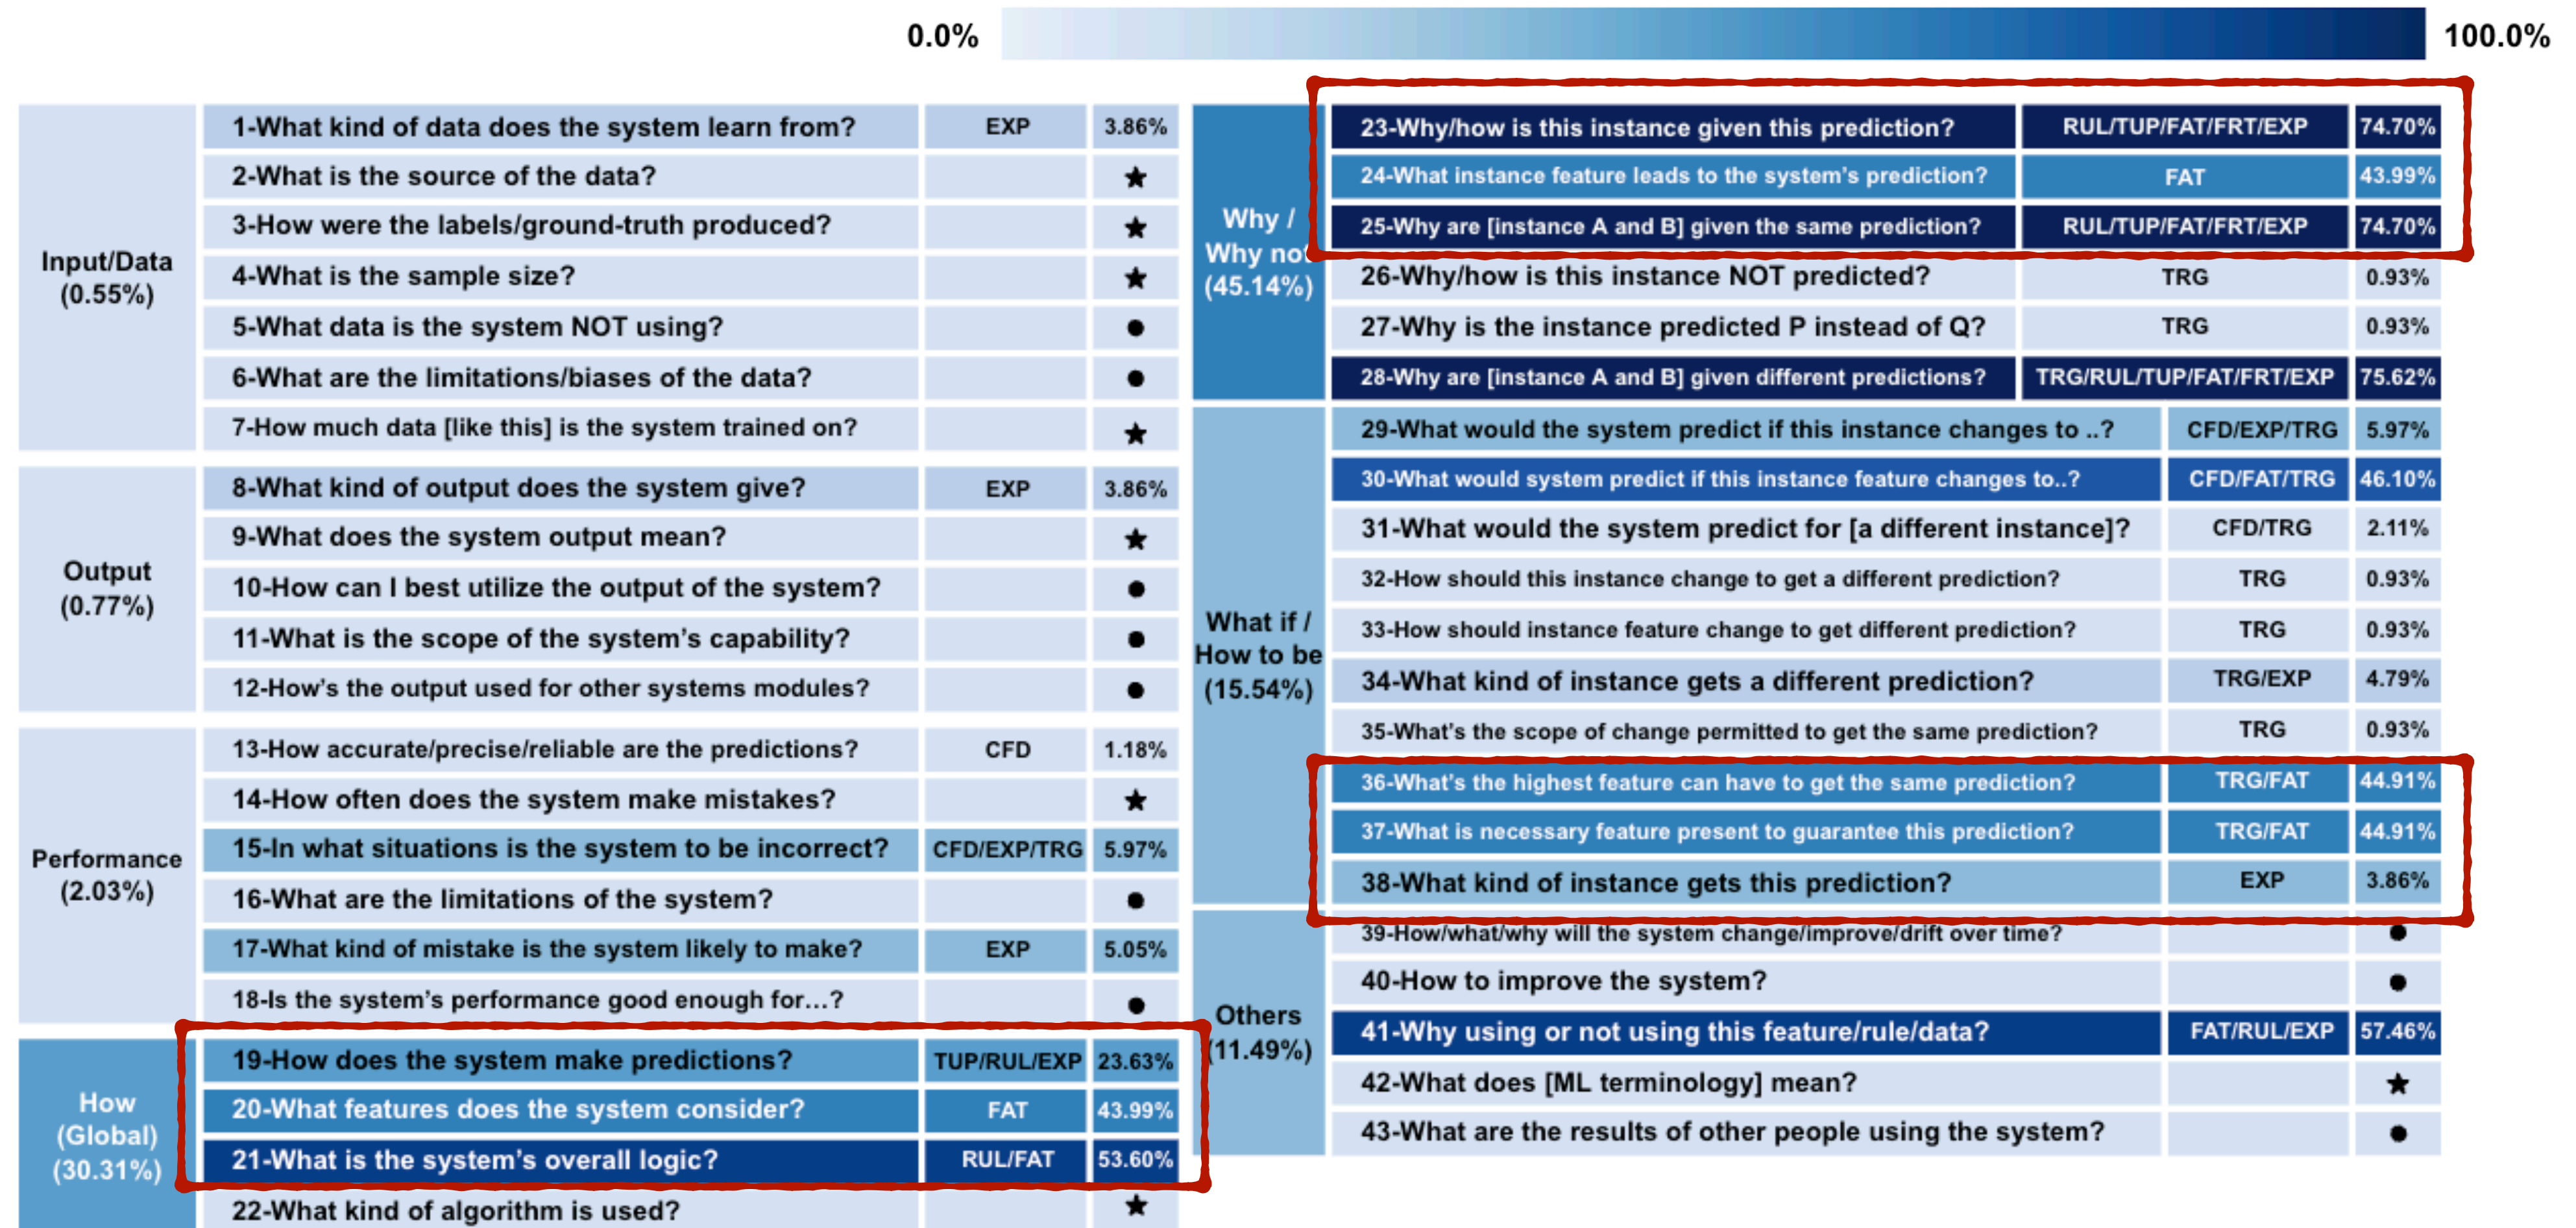 0.0%
100.0%
Input/Data
(0.55%)
1-What kind of data does the system learn from? EXP 3.86%
2-What is the source of the data? ★
3-How were the labels/ground-truth produced? ★
4-What is the sample size? ★
5-What data is the system NOT using? ●
6-What are the limitations/biases of the data? ●
7-How much data [like this] is the system trained on? ★
Output
(0.77%)
8-What kind of output does the system give? EXP 3.86%
9-What does the system output mean? ★
10-How can I best utilize the output of the system? ●
11-What is the scope of the system's capability? ●
12-How's the output used for other systems modules? ●
Performance
(2.03%)
13-How accurate/precise/reliable are the predictions? CFD 1.18%
14-How often does the system make mistakes? ★
15-In what situations is the system to be incorrect? CFD/EXP/TRG 5.97%
16-What are the limitations of the system? ●
17-What kind of mistake is the system likely to make? EXP 5.05%
18-Is the system's performance good enough for...? ●
How
(Global)
(30.31%)
19-How does the system make predictions? TUP/RUL/EXP 23.63%
20-What features does the system consider? FAT 43.99%
21-What is the system's overall logic? RUL/FAT 53.60%
22-What kind of algorithm is used? ★
Why /
Why not
(45.14%)
23-Why/how is this instance given this prediction? RUL/TUP/FAT/FRT/EXP 74.70%
24-What instance feature leads to the system's prediction? FAT 43.99%
25-Why are [instance A and B] given the same prediction? RUL/TUP/FAT/FRT/EXP 74.70%
26-Why/how is this instance NOT predicted? TRG 0.93%
27-Why is the instance predicted P instead of Q? TRG 0.93%
28-Why are [instance A and B] given different predictions? TRG/RUL/TUP/FAT/FRT/EXP 75.62%
What if /
How to be
(15.54%)
29-What would the system predict if this instance changes to ..? CFD/EXP/TRG 5.97%
30-What would system predict if this instance feature changes to..? CFD/FAT/TRG 46.10%
31-What would the system predict for [a different instance]? CFD/TRG 2.11%
32-How should this instance change to get a different prediction? TRG 0.93%
33-How should instance feature change to get different prediction? TRG 0.93%
34-What kind of instance gets a different prediction? TRG/EXP 4.79%
35-What's the scope of change permitted to get the same prediction? TRG 0.93%
36-What's the highest feature can have to get the same prediction? TRG/FAT 44.91%
37-What is necessary feature present to guarantee this prediction? TRG/FAT 44.91%
38-What kind of instance gets this prediction? EXP 3.86%
Others
(11.49%)
39-How/what/why will the system change/improve/drift over time? ●
40-How to improve the system? ●
41-Why using or not using this feature/rule/data? FAT/RUL/EXP 57.46%
42-What does [ML terminology] mean? ★
43-What are the results of other people using the system? ●